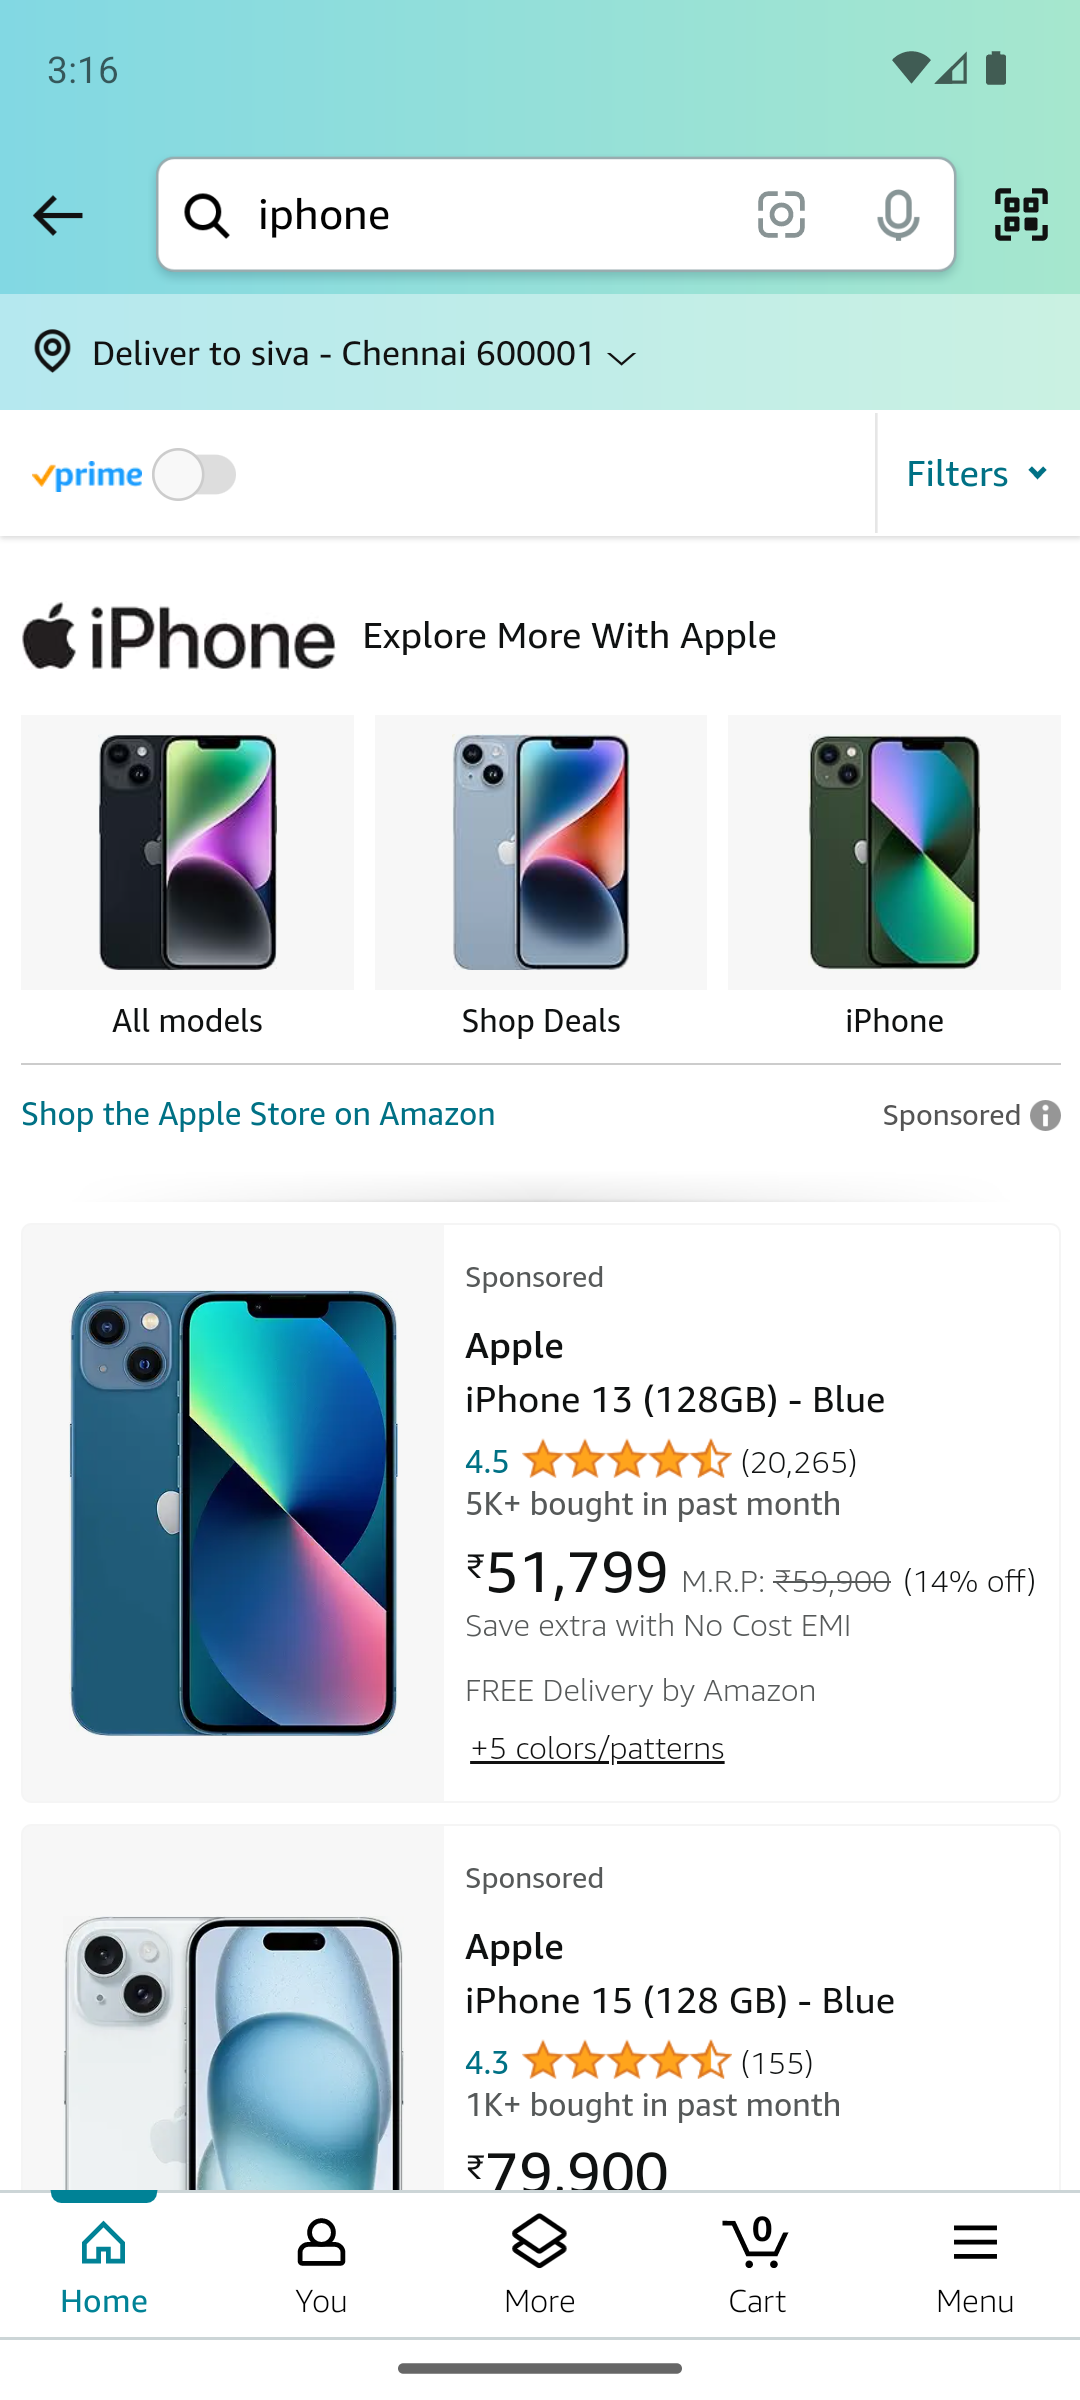 3:16
iphone
Deliver to siva - Chennai 600001
prime
Filters
iPhone Explore More With Apple
All models
Shop Deals
iPhone
Shop the Apple Store on Amazon
Sponsored
Sponsored
Apple
iPhone 13 (128GB) - Blue
4.5 (20,265)
5K+ bought in past month
₹51,799 M.R.P: ₹59,900 (14% off)
Save extra with No Cost EMI
FREE Delivery by Amazon
+5 colors/patterns
Sponsored
Apple
iPhone 15 (128 GB) - Blue
4.3 (155)
1K+ bought in past month
₹79,900
0
Home
You
More
Cart
Menu